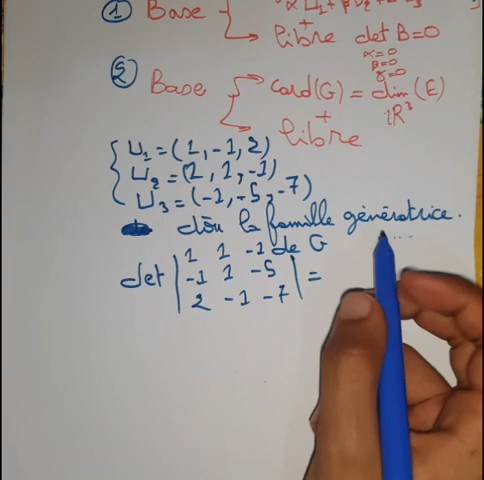 ① Base
+
libre det B=0
α=0
β=0
γ=0
② Base card(G) = dim (E)
+ ℝ³
libre
U₁=(1,-1,2)
U₂=(1,1,-1)
U₃=(-1,-5,-7)
dôu la famille génératrice.
de G
det | 1 1 -1 |
| -1 1 -5 | =
| 2 -1 -7 |